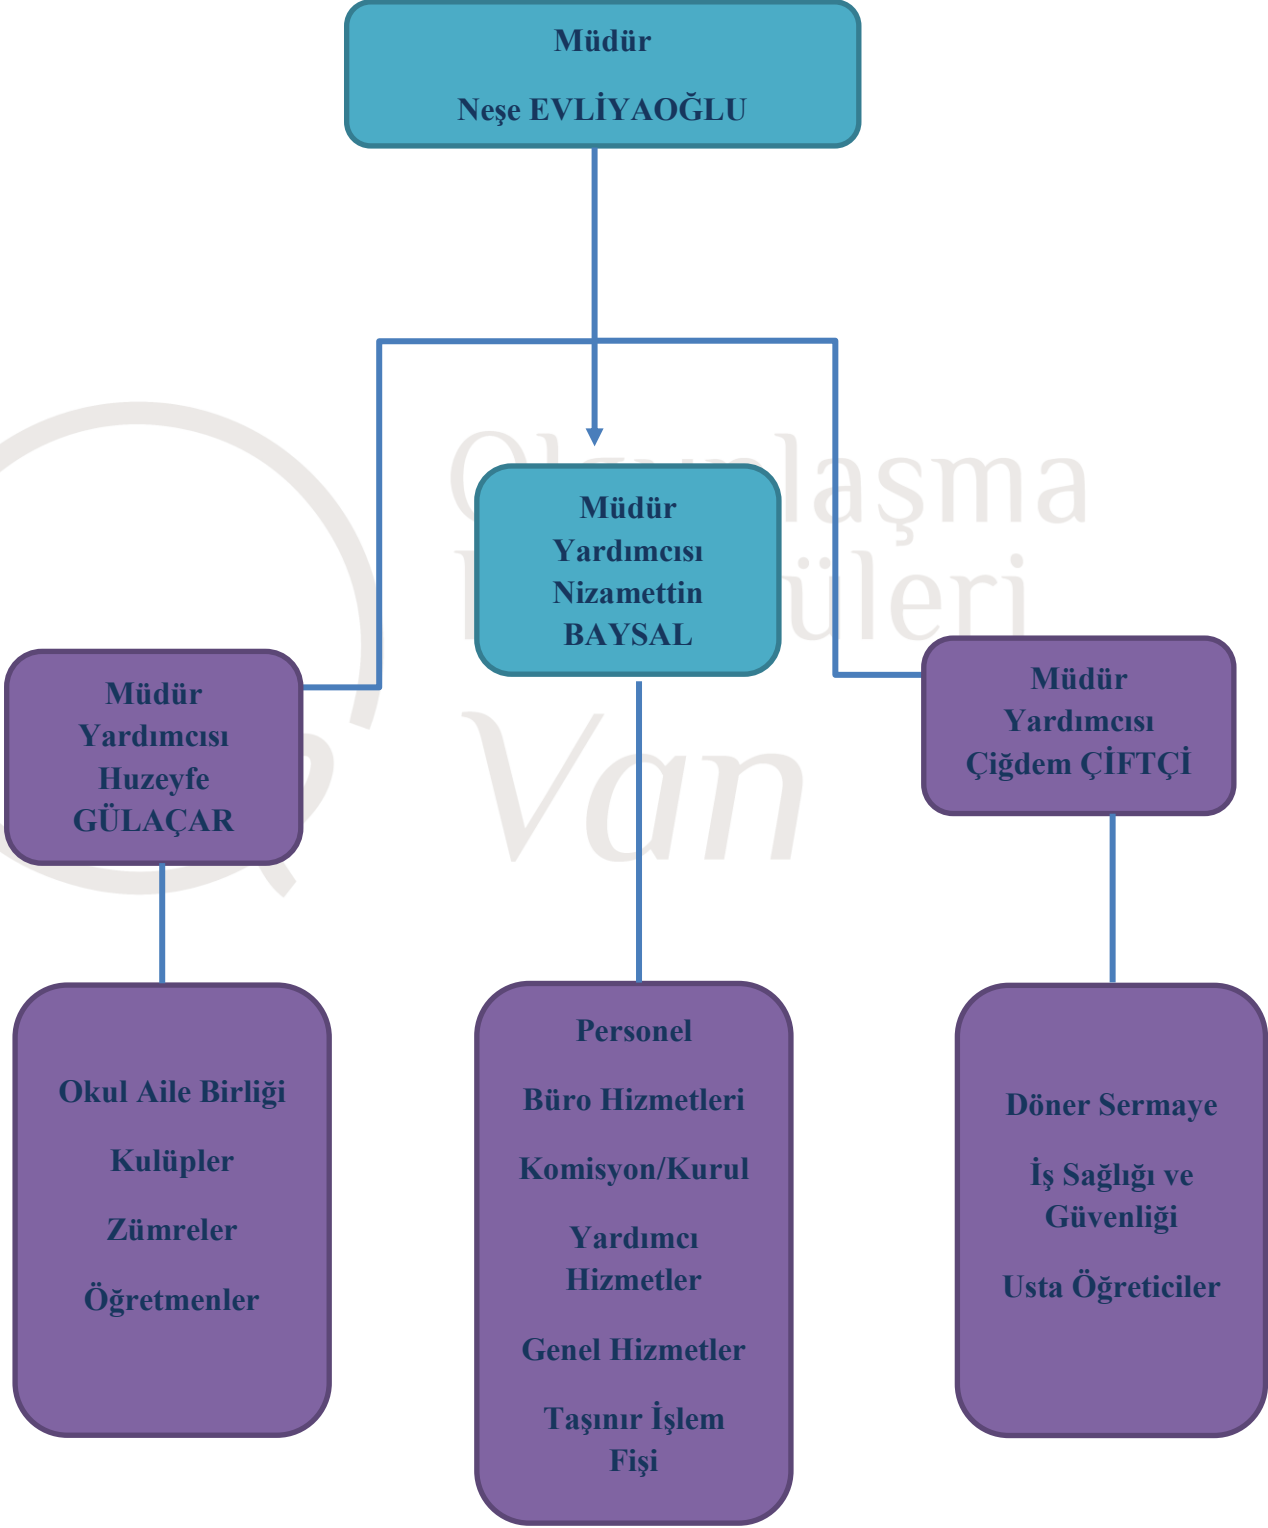 Müdür
Neşe EVLİYAOĞLU
Olgunlaşma
Müdür
Yardımcısı
Nizamettin
BAYSAL
Müdür
Yardımcısı
Huzeyfe
GÜLAÇAR
Müdür
Yardımcısı
Çiğdem ÇİFTÇİ
Van
Okul Aile Birliği
Kulüpler
Zümreler
Öğretmenler
Personel
Büro Hizmetleri
Komisyon/Kurul
Yardımcı
Hizmetler
Genel Hizmetler
Taşınır İşlem
Fişi
Döner Sermaye
İş Sağlığı ve
Güvenliği
Usta Öğreticiler